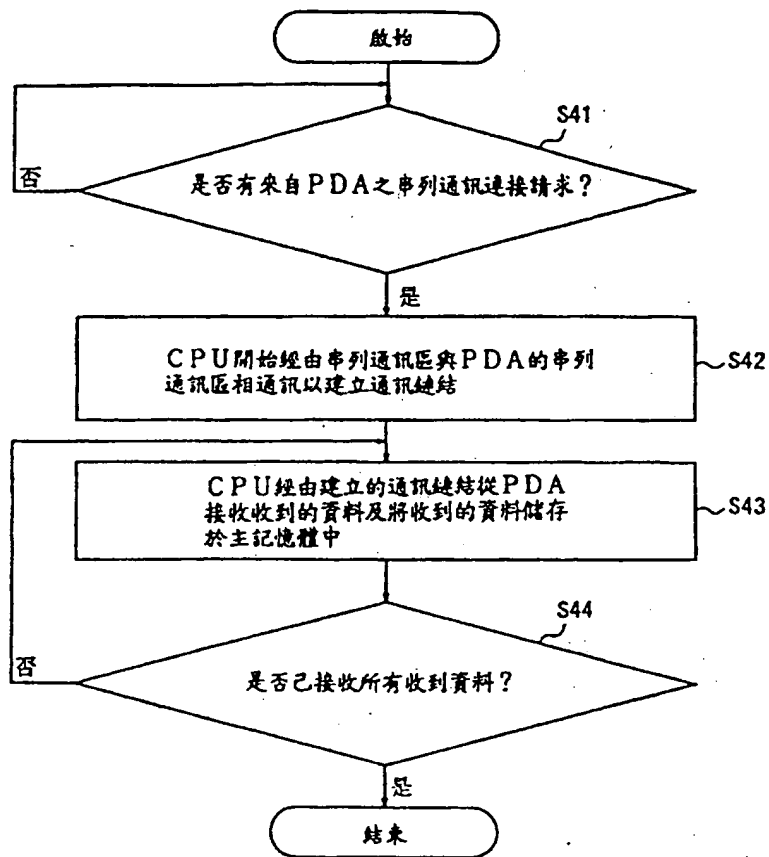 啟始
S41
否
是否有來自PDA之串列通訊連接請求？
是
CPU開始經由串列通訊區與PDA的串列
通訊區相通訊以建立通訊鏈結
S42
CPU經由建立的通訊鏈結從PDA
接收收到的資料及將收到的資料儲存
於主記憶體中
S43
S44
否
是否已接收所有收到資料？
是
結束